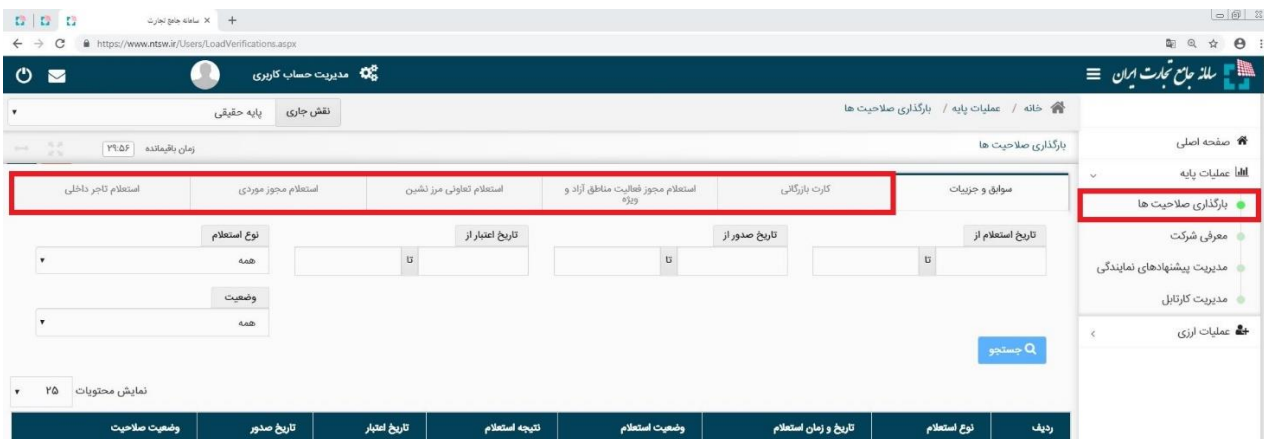 سامانه جامع تجارت
https://www.ntsw.ir/Users/LoadVerifications.aspx
سامانه جامع تجارت ایران
مدیریت حساب کاربری
خانه / عملیات پایه / بارگذاری صلاحیت ها
نقش جاری
پایه حقیقی
صفحه اصلی
عملیات پایه
بارگذاری صلاحیت ها
معرفی شرکت
مدیریت پیشنهادهای نمایندگی
مدیریت کارتابل
عملیات ارزی
بارگذاری صلاحیت ها
زمان باقیمانده ۲۹:۵۶
سوابق و جزییات
کارت بازرگانی
استعلام مجوز فعالیت مناطق آزاد و
ویژه
استعلام تعاونی مرز نشین
استعلام مجوز موردی
استعلام تاجر داخلی
تاریخ استعلام از
تا
تاریخ صدور از
تا
تاریخ اعتبار از
تا
نوع استعلام
همه
وضعیت
همه
جستجو
نمایش محتویات ۲۵
ردیف
نوع استعلام
تاریخ و زمان استعلام
وضعیت استعلام
نتیجه استعلام
تاریخ اعتبار
تاریخ صدور
وضعیت صلاحیت